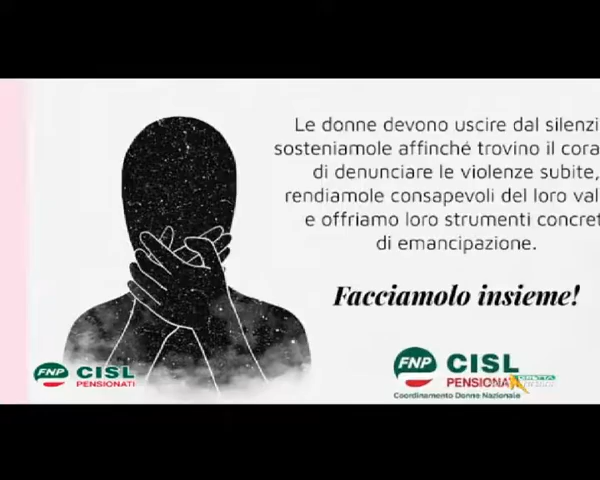 Le donne devono uscire dal silenzi
sosteniamole affinché trovino il cora
di denunciare le violenze subite,
rendiamole consapevoli del loro val
e offriamo loro strumenti concret
di emancipazione.
Facciamolo insieme!
FNP CISL
PENSIONATI
FNP CISL
PENSIONA
Coordinamento Donne Nazionale